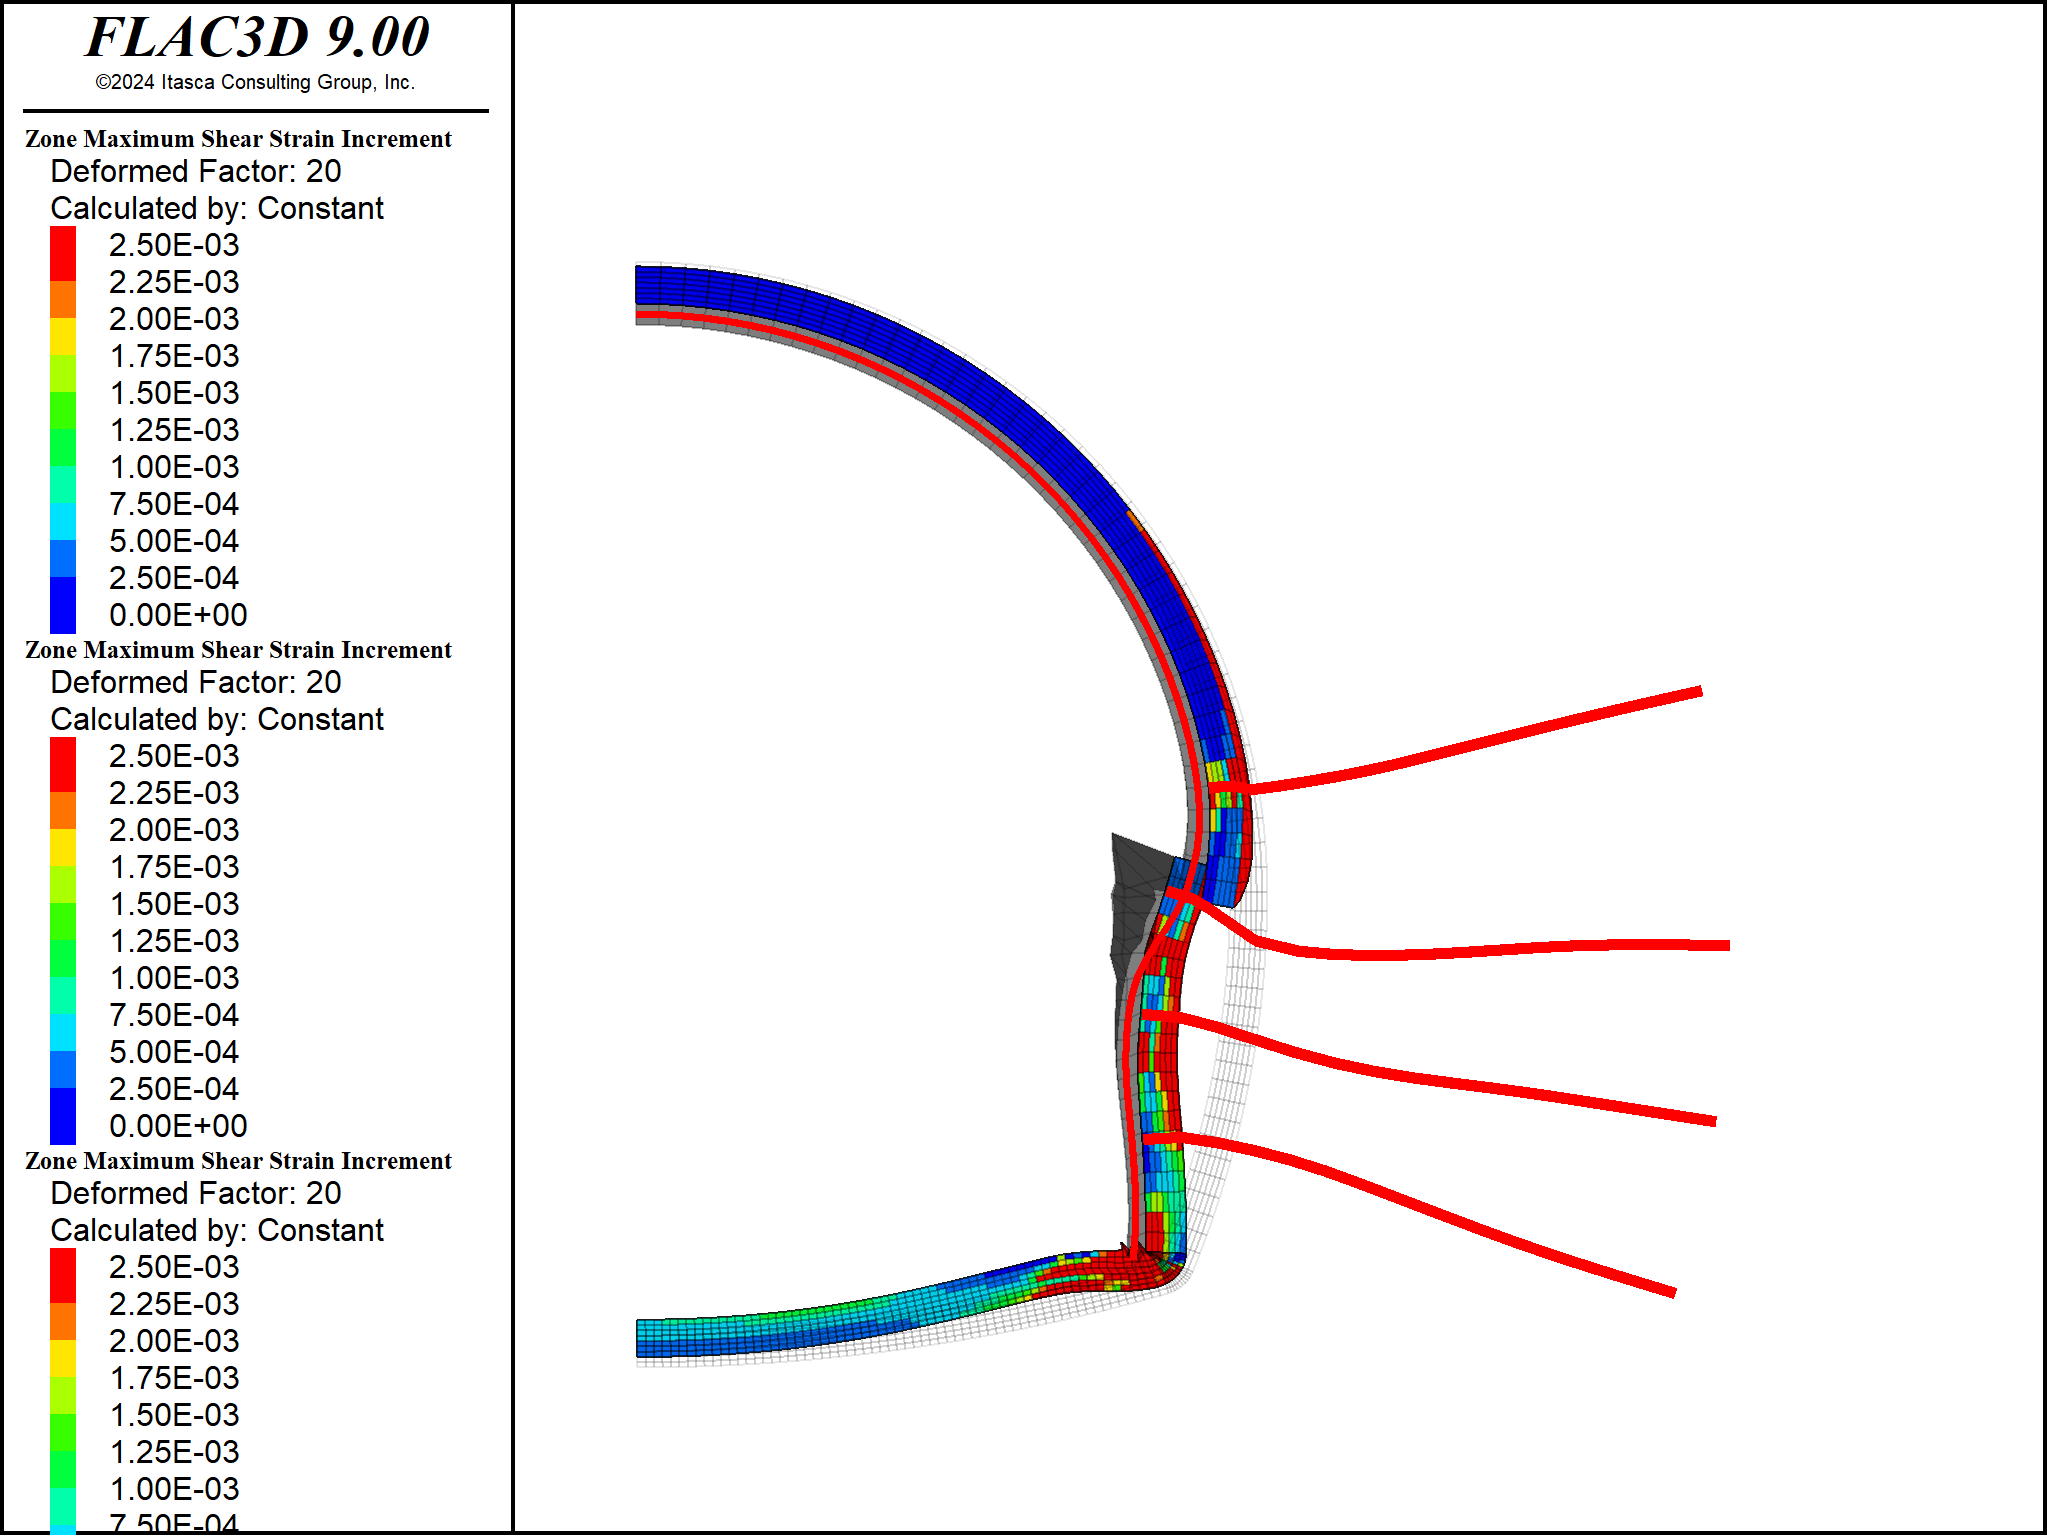 FLAC3D 9.00
©2024 Itasca Consulting Group, Inc.
Zone Maximum Shear Strain Increment
Deformed Factor: 20
Calculated by: Constant
2.50E-03
2.25E-03
2.00E-03
1.75E-03
1.50E-03
1.25E-03
1.00E-03
7.50E-04
5.00E-04
2.50E-04
0.00E+00
Zone Maximum Shear Strain Increment
Deformed Factor: 20
Calculated by: Constant
2.50E-03
2.25E-03
2.00E-03
1.75E-03
1.50E-03
1.25E-03
1.00E-03
7.50E-04
5.00E-04
2.50E-04
0.00E+00
Zone Maximum Shear Strain Increment
Deformed Factor: 20
Calculated by: Constant
2.50E-03
2.25E-03
2.00E-03
1.75E-03
1.50E-03
1.25E-03
1.00E-03
7.50E-04